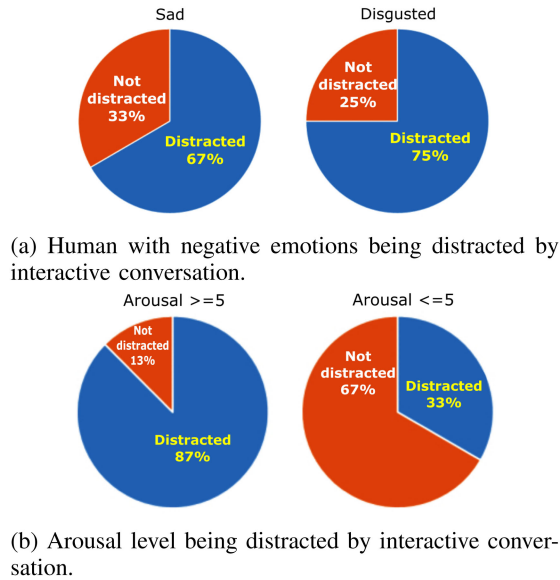 Sad
Disgusted
Not
distracted
33%
Distracted
67%
Not
distracted
25%
Distracted
75%
(a) Human with negative emotions being distracted by
interactive conversation.
Arousal >=5
Arousal <=5
Not
distracted
13%
Distracted
87%
Not
distracted
67%
Distracted
33%
(b) Arousal level being distracted by interactive conver-
sation.